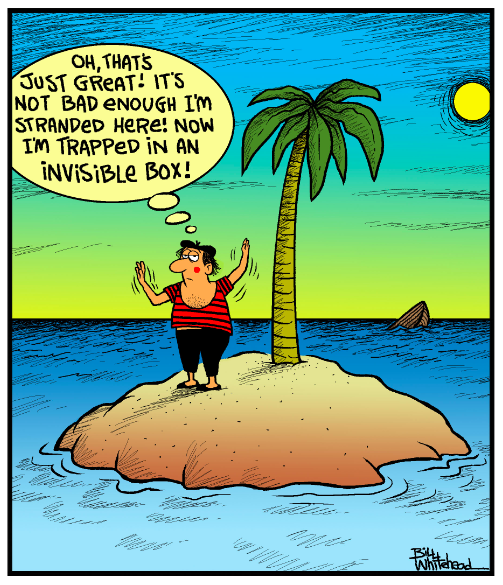 OH, THAT'S
JUST GREAT! IT'S
NOT BAD ENOUGH I'M
STRANDED HERE! NOW
I'M TRAPPED IN AN
INVISIBLE BOX!
Bill
Whitehead